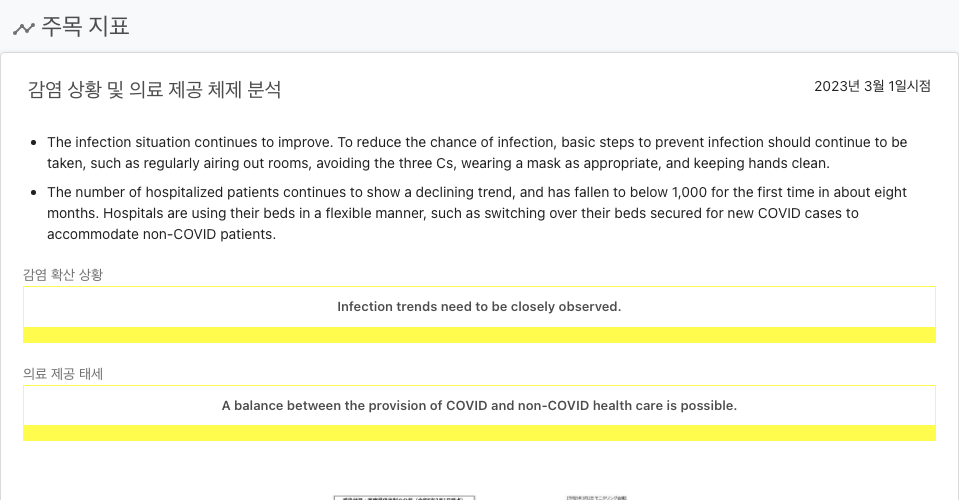 주목 지표
감염 상황 및 의료 제공 체제 분석
2023년 3월 1일시점
The infection situation continues to improve. To reduce the chance of infection, basic steps to prevent infection should continue to be
taken, such as regularly airing out rooms, avoiding the three Cs, wearing a mask as appropriate, and keeping hands clean.
The number of hospitalized patients continues to show a declining trend, and has fallen to below 1,000 for the first time in about eight
months. Hospitals are using their beds in a flexible manner, such as switching over their beds secured for new COVID cases to
accommodate non-COVID patients.
감염 확산 상황
Infection trends need to be closely observed.
의료 제공 태세
A balance between the provision of COVID and non-COVID health care is possible.